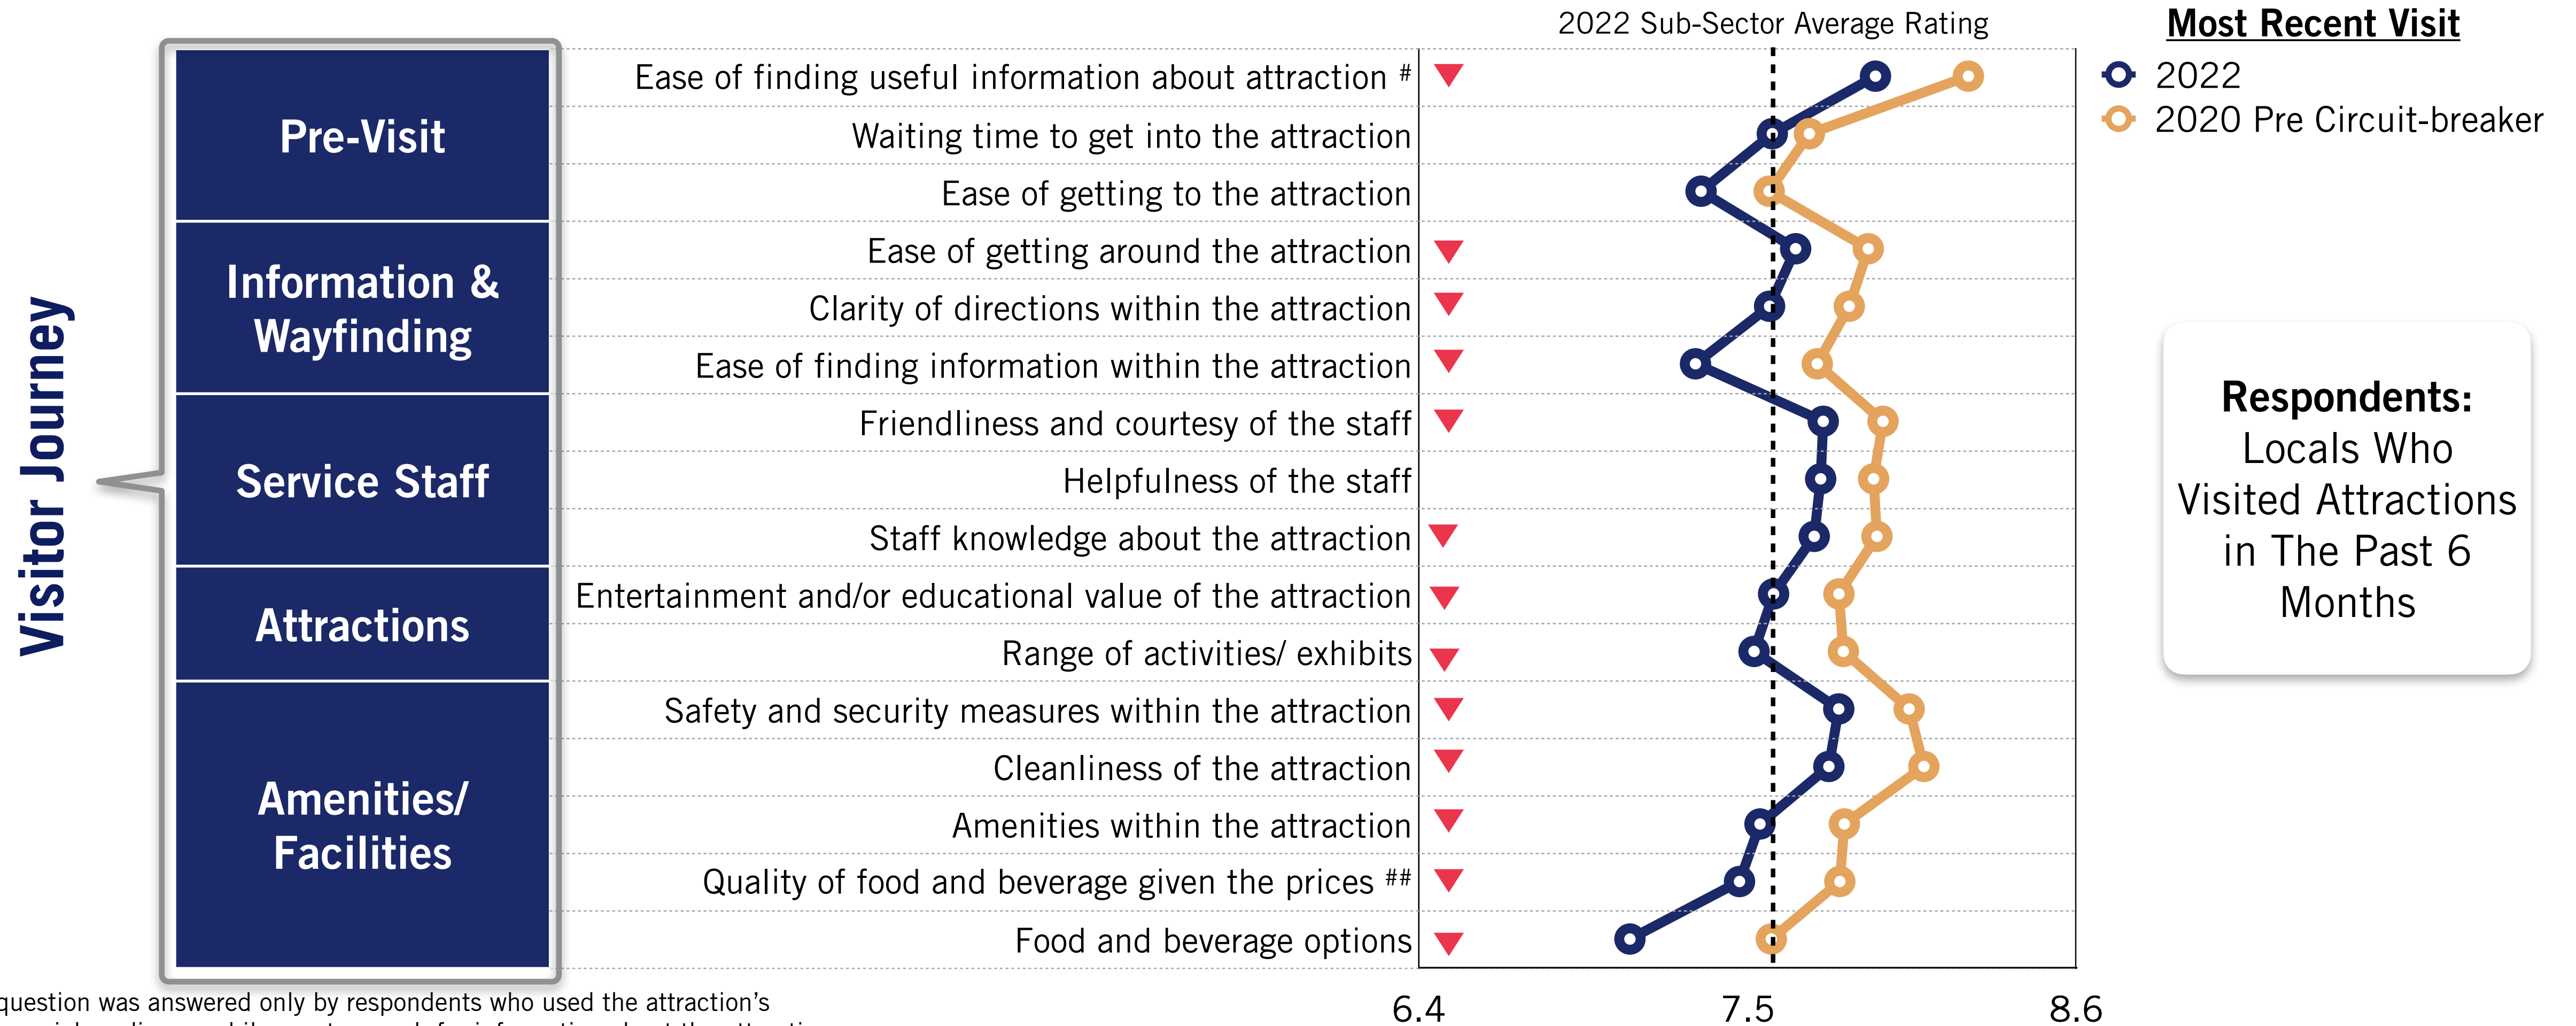 2022 Sub-Sector Average Rating
Most Recent Visit
2022
2020 Pre Circuit-breaker
Visitor Journey
Pre-Visit
Ease of finding useful information about attraction #
Waiting time to get into the attraction
Ease of getting to the attraction
Information &
Wayfinding
Ease of getting around the attraction
Clarity of directions within the attraction
Ease of finding information within the attraction
Service Staff
Friendliness and courtesy of the staff
Helpfulness of the staff
Staff knowledge about the attraction
Attractions
Entertainment and/or educational value of the attraction
Range of activities/ exhibits
Amenities/
Facilities
Safety and security measures within the attraction
Cleanliness of the attraction
Amenities within the attraction
Quality of food and beverage given the prices ##
Food and beverage options
Respondents:
Locals Who
Visited Attractions
in The Past 6
Months
6.4 7.5 8.6
question was answered only by respondents who used the attraction's